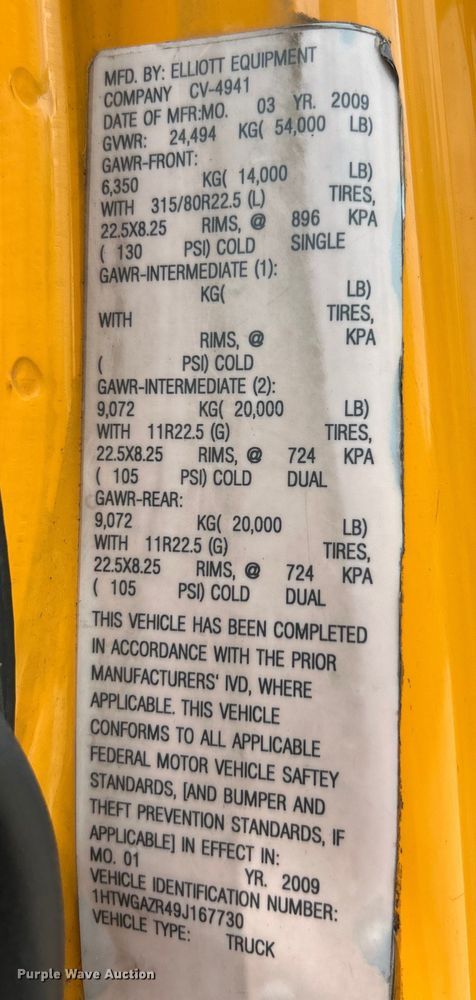 MFD. BY: ELLIOTT EQUIPMENT
COMPANY CV-4941
DATE OF MFR:MO. 03 YR. 2009
GVWR: 24,494 KG( 54,000 LB)
GAWR-FRONT:
6,350 KG( 14,000 LB)
WITH 315/80R22.5 (L) TIRES,
22.5X8.25 RIMS, @ 896 KPA
( 130 PSI) COLD SINGLE
GAWR-INTERMEDIATE (1):
KG( LB)
WITH TIRES,
RIMS, @ KPA
( PSI) COLD
GAWR-INTERMEDIATE (2):
9,072 KG( 20,000 LB)
WITH 11R22.5 (G) TIRES,
22.5X8.25 RIMS, @ 724 KPA
( 105 PSI) COLD DUAL
GAWR-REAR:
9,072 KG( 20,000 LB)
WITH 11R22.5 (G) TIRES,
22.5X8.25 RIMS, @ 724 KPA
( 105 PSI) COLD DUAL
THIS VEHICLE HAS BEEN COMPLETED
IN ACCORDANCE WITH THE PRIOR
MANUFACTURERS' IVD, WHERE
APPLICABLE. THIS VEHICLE
CONFORMS TO ALL APPLICABLE
FEDERAL MOTOR VEHICLE SAFTEY
STANDARDS, [AND BUMPER AND
THEFT PREVENTION STANDARDS, IF
APPLICABLE] IN EFFECT IN:
MO. 01 YR. 2009
VEHICLE IDENTIFICATION NUMBER:
1HTWGAZR49J167730
VEHICLE TYPE: TRUCK
Purple Wave Auction